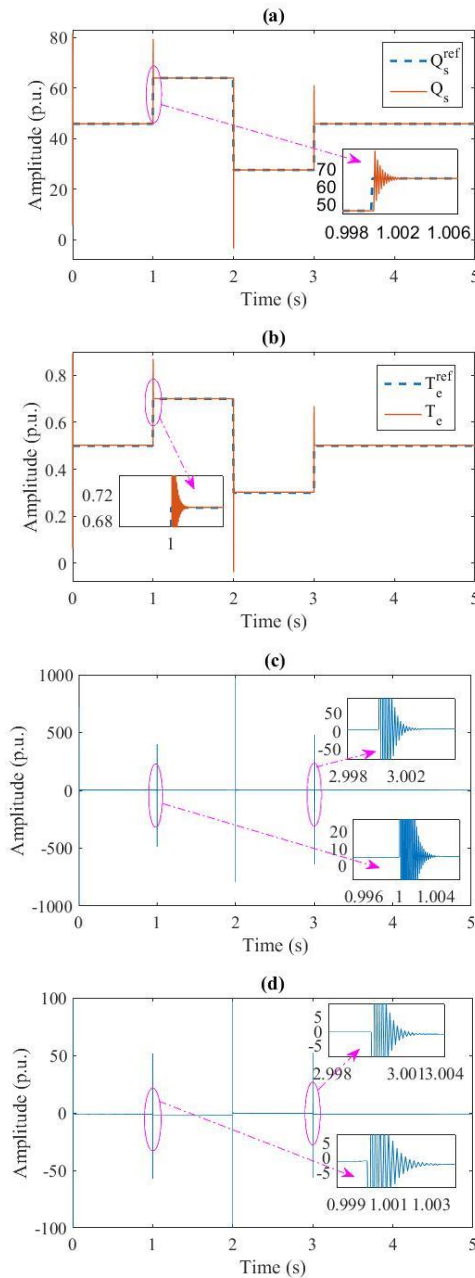 (a)
80
60
40
20
0
Amplitude (p.u.)
Q_s^ref
Q_s
70
60
50
0.998 1.002 1.006
0 1 2 3 4 5
Time (s)
(b)
0.8
0.6
0.4
0.2
0
Amplitude (p.u.)
T_e^ref
T_e
0.72
0.68
1
0 1 2 3 4 5
Time (s)
(c)
1000
500
0
-500
-1000
Amplitude (p.u.)
50
0
-50
2.998 3.002
20
10
0
0.996 1 1.004
0 1 2 3 4 5
Time (s)
(d)
100
50
0
-50
-100
Amplitude (p.u.)
5
0
-5
2.998 3.001 3.004
5
0
-5
0.999 1.001 1.003
0 1 2 3 4 5
Time (s)